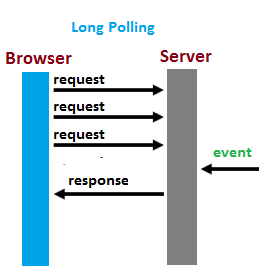 Long Polling
Browser
Server
request
request
request
event
response